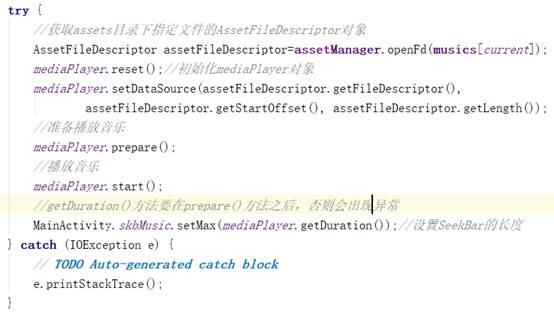 try {
//获取assets目录下指定文件的AssetFileDescriptor对象
AssetFileDescriptor assetFileDescriptor=assetManager.openFd(musics[current]);
mediaPlayer.reset();//初始化mediaPlayer对象
mediaPlayer.setDataSource(assetFileDescriptor.getFileDescriptor(),
assetFileDescriptor.getStartOffset(), assetFileDescriptor.getLength());
//准备播放音乐
mediaPlayer.prepare();
//播放音乐
mediaPlayer.start();
//getDuration()方法要在prepare()方法之后，否则会出现异常
MainActivity.skbMusic.setMax(mediaPlayer.getDuration());//设置SeekBar的长度
} catch (IOException e) {
// TODO Auto-generated catch block
e.printStackTrace();
}